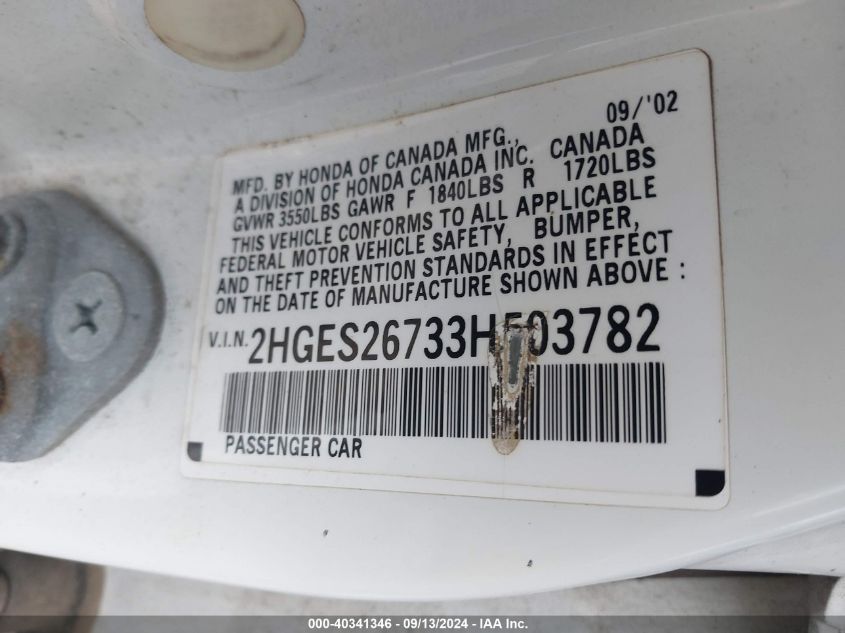 09/'02
MFD. BY HONDA OF CANADA MFG.,
A DIVISION OF HONDA CANADA INC. CANADA
GVWR 3550LBS GAWR F 1840LBS R 1720LBS
THIS VEHICLE CONFORMS TO ALL APPLICABLE
FEDERAL MOTOR VEHICLE SAFETY, BUMPER,
AND THEFT PREVENTION STANDARDS IN EFFECT
ON THE DATE OF MANUFACTURE SHOWN ABOVE :
V.I.N. 2HGES26733H503782
PASSENGER CAR
000-40341346 - 09/13/2024 - IAA Inc.